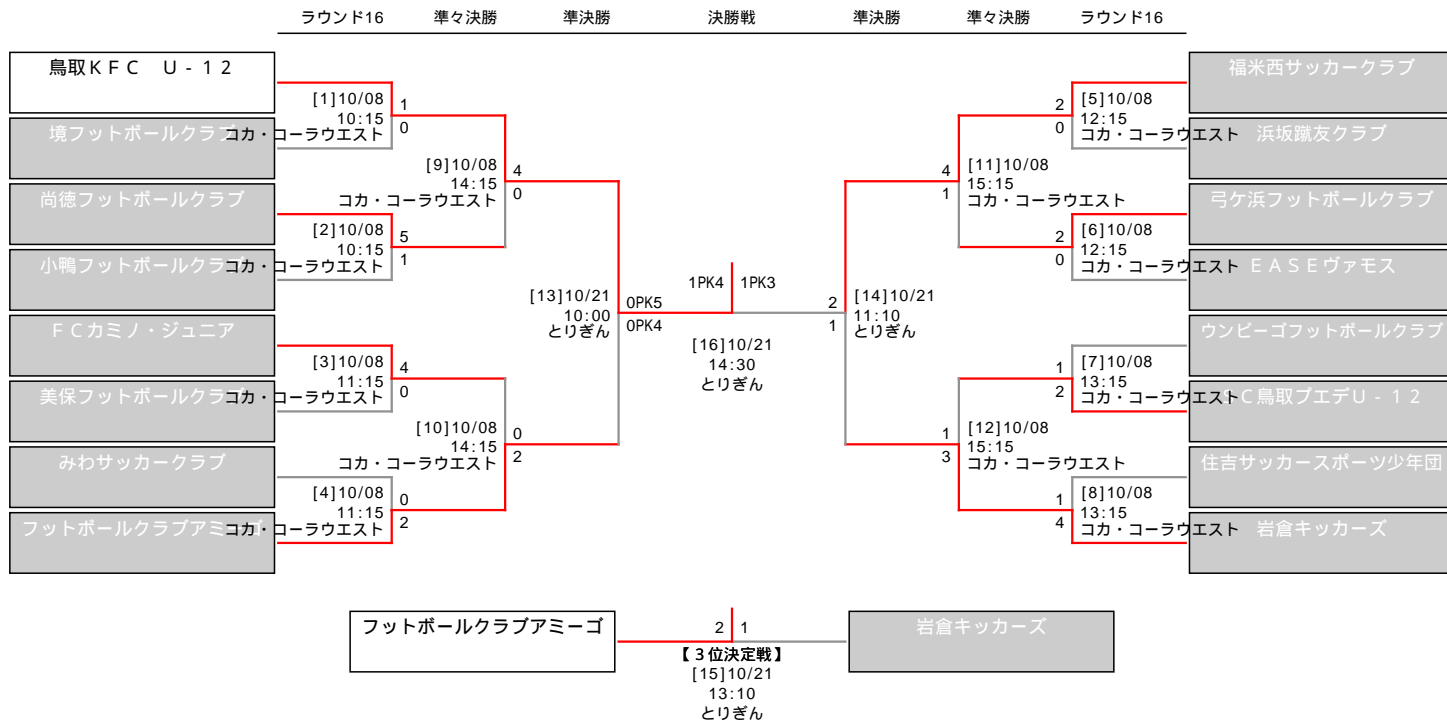 ラウンド16 準々決勝 準決勝 決勝戦 準決勝 準々決勝 ラウンド16
鳥取KFC U-12
境フットボールクラブ
尚徳フットボールクラブ
小鴨フットボールクラブ
FCカミノ・ジュニア
美保フットボールクラブ
みわサッカークラブ
フットボールクラブアミーゴ
[1]10/08
10:15
コカ・コーラウエスト
1
0
[2]10/08
10:15
コカ・コーラウエスト
5
1
[3]10/08
11:15
コカ・コーラウエスト
4
0
[4]10/08
11:15
コカ・コーラウエスト
0
2
[9]10/08
14:15
コカ・コーラウエスト
4
0
[10]10/08
14:15
コカ・コーラウエスト
0
2
[13]10/21
10:00
とりぎん
0PK5
0PK4
1PK4 1PK3
[16]10/21
14:30
とりぎん
2
1
[14]10/21
11:10
とりぎん
4
1
[11]10/08
15:15
コカ・コーラウエスト
1
3
[12]10/08
15:15
コカ・コーラウエスト
2
0
[5]10/08
12:15
コカ・コーラウエスト
2
0
[6]10/08
12:15
コカ・コーラウエスト
1
2
[7]10/08
13:15
コカ・コーラウエスト
1
4
[8]10/08
13:15
コカ・コーラウエスト
福米西サッカークラブ
浜坂蹴友クラブ
弓ケ浜フットボールクラブ
EASEヴァモス
ウンビーゴフットボールクラブ
SC鳥取プエデU-12
住吉サッカースポーツ少年団
岩倉キッカーズ
フットボールクラブアミーゴ
2 1
岩倉キッカーズ
【3位決定戦】
[15]10/21
13:10
とりぎん